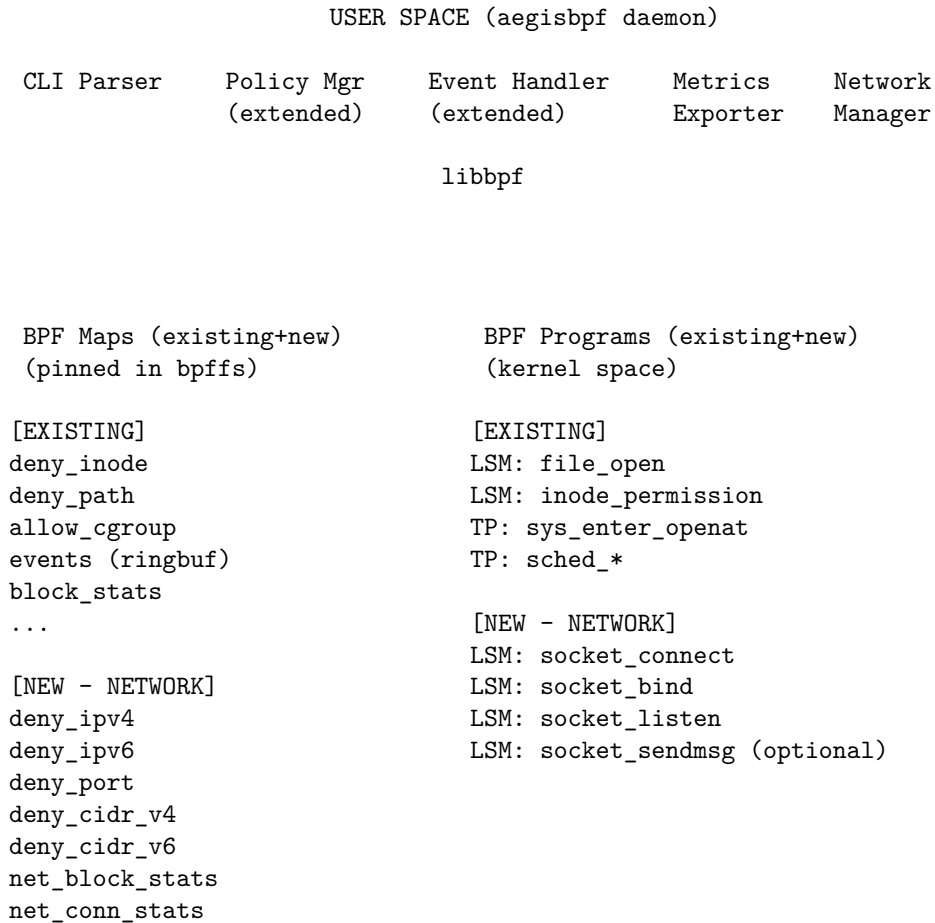 USER SPACE (aegisbpf daemon)
CLI Parser Policy Mgr Event Handler Metrics Network
(extended) (extended) Exporter Manager
libbpf
BPF Maps (existing+new) BPF Programs (existing+new)
(pinned in bpffs) (kernel space)
[EXISTING] [EXISTING]
deny_inode LSM: file_open
deny_path LSM: inode_permission
allow_cgroup TP: sys_enter_openat
events (ringbuf) TP: sched_*
block_stats
... [NEW - NETWORK]
LSM: socket_connect
[NEW - NETWORK] LSM: socket_bind
deny_ipv4 LSM: socket_listen
deny_ipv6 LSM: socket_sendmsg (optional)
deny_port
deny_cidr_v4
deny_cidr_v6
net_block_stats
net_conn_stats